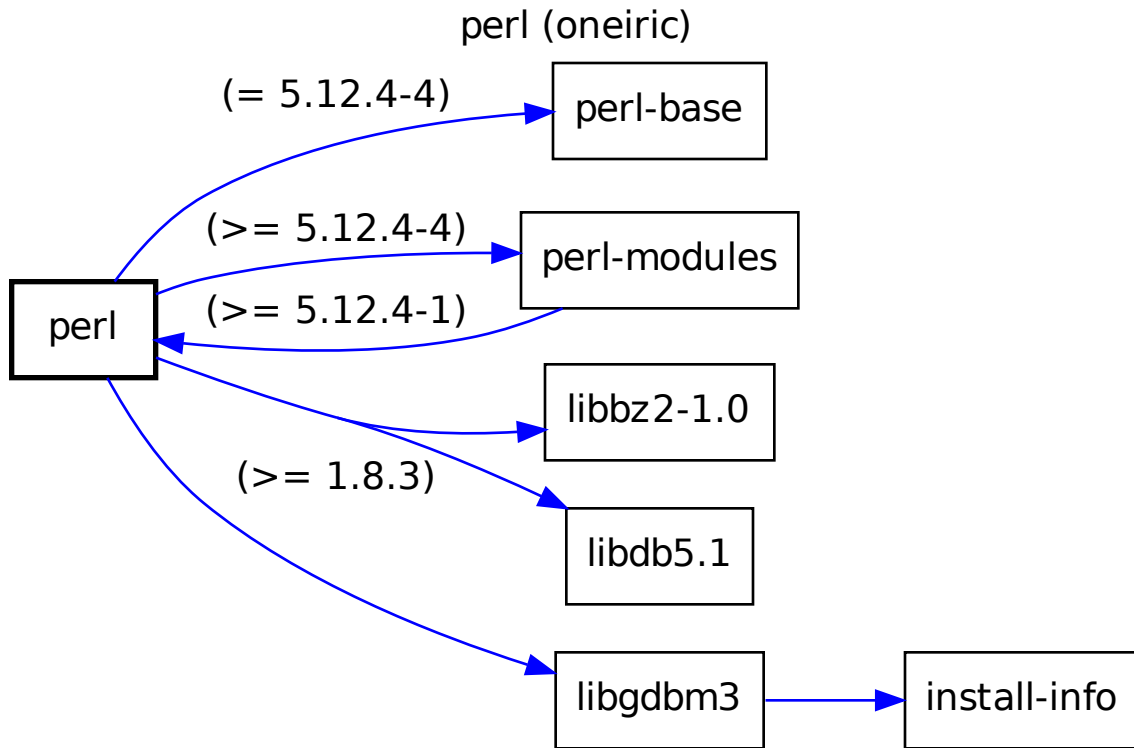 perl (oneiric)
(= 5.12.4-4)
perl-base
(>= 5.12.4-4)
perl-modules
(>= 5.12.4-1)
perl
libbz2-1.0
(>= 1.8.3)
libdb5.1
libgdbm3
install-info